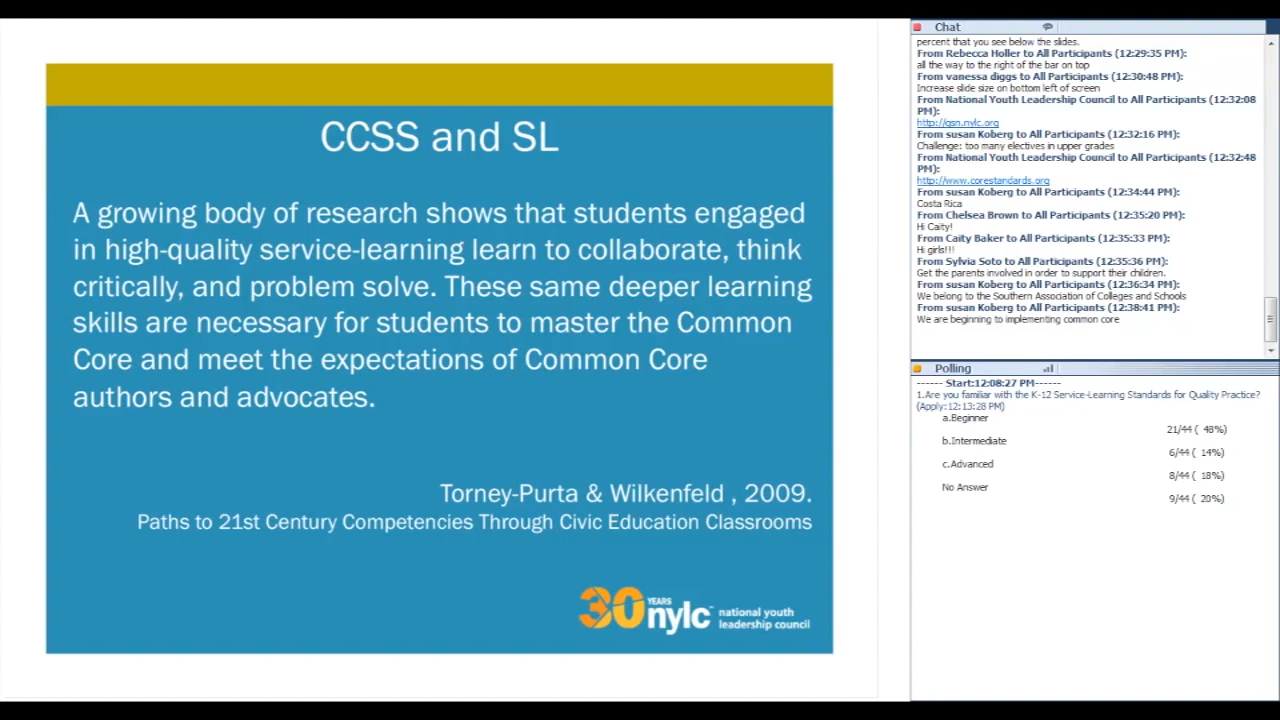 CCSS and SL
A growing body of research shows that students engaged
in high-quality service-learning learn to collaborate, think
critically, and problem solve. These same deeper learning
skills are necessary for students to master the Common
Core and meet the expectations of Common Core
authors and advocates.
Torney-Purta & Wilkenfeld , 2009.
Paths to 21st Century Competencies Through Civic Education Classrooms
30 YEARS nylc national youth
leadership council
Chat
percent that you see below the slides.
From Rebecca Holler to All Participants (12:29:35 PM):
all the way to the right of the bar on top
From vanessa diggs to All Participants (12:30:48 PM):
Increase slide size on bottom left of screen
From National Youth Leadership Council to All Participants (12:32:08
PM):
http://gsn.nylc.org
From susan Koberg to All Participants (12:32:16 PM):
Challenge: too many electives in upper grades
From National Youth Leadership Council to All Participants (12:32:48
PM):
http://www.corestandards.org
From susan Koberg to All Participants (12:34:44 PM):
Costa Rica
From Chelsea Brown to All Participants (12:35:20 PM):
Hi Caity!
From Caity Baker to All Participants (12:35:33 PM):
Hi girls!!!
From Sylvia Soto to All Participants (12:35:36 PM):
Get the parents involved in order to support their children.
From susan Koberg to All Participants (12:36:34 PM):
We belong to the Southern Association of Colleges and Schools
From susan Koberg to All Participants (12:38:41 PM):
We are beginning to implementing common core
Polling
------ Start:12:08:27 PM------
1.Are you familiar with the K-12 Service-Learning Standards for Quality Practice?
(Apply:12:13:28 PM)
a.Beginner
21/44 ( 48%)
b.Intermediate
6/44 ( 14%)
c.Advanced
8/44 ( 18%)
No Answer
9/44 ( 20%)